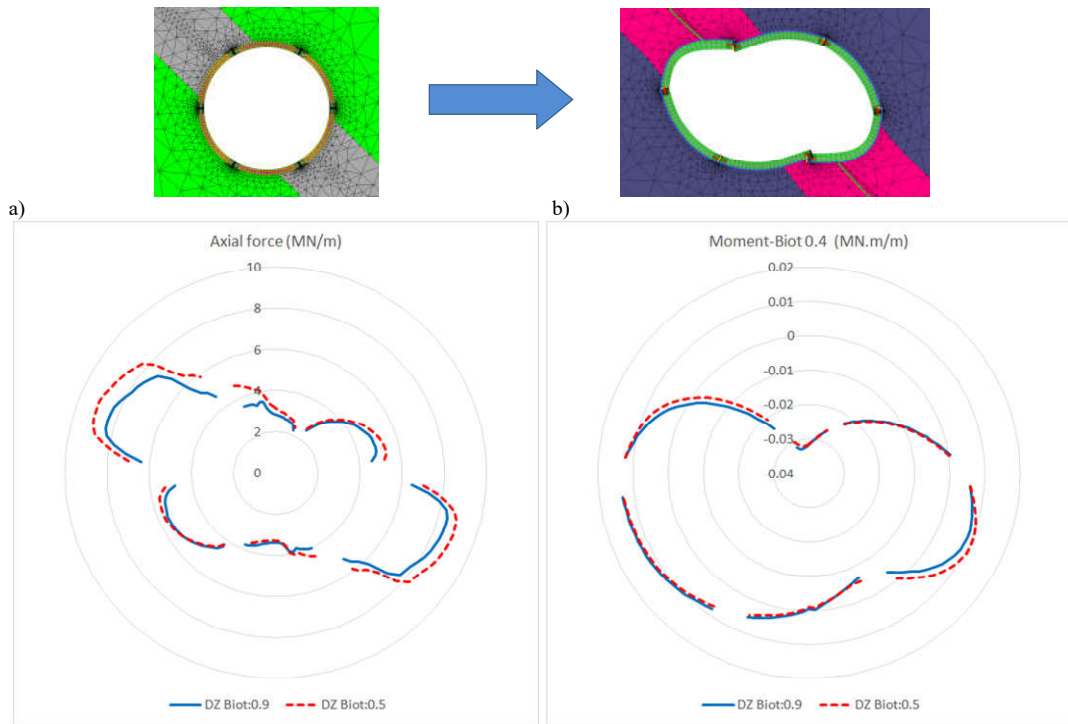 a)
b)
Axial force (MN/m)
10
8
6
4
2
0
DZ Biot:0.9
DZ Biot:0.5
Moment-Biot 0.4 (MN.m/m)
0.02
0.01
0
-0.01
-0.02
-0.03
-0.04
DZ Biot:0.9
DZ Biot:0.5